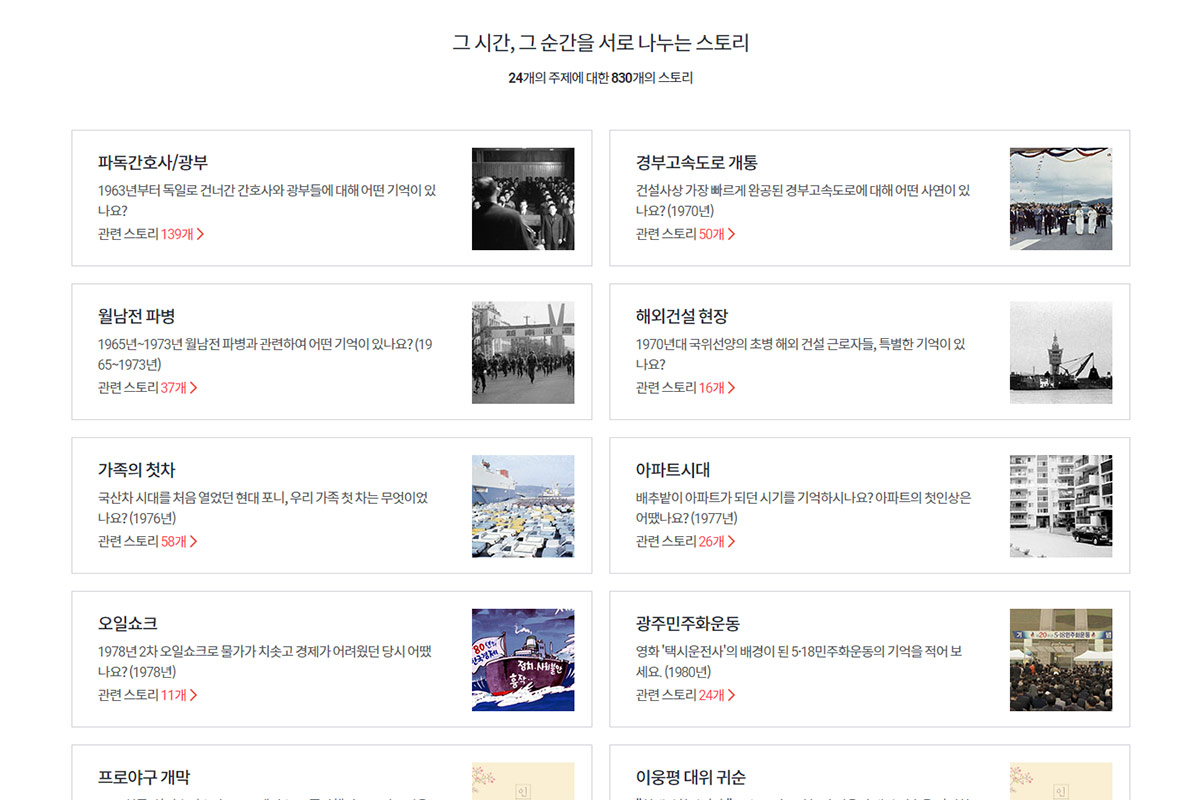 그 시간, 그 순간을 서로 나누는 스토리
24개의 주제에 대한 830개의 스토리
파독간호사/광부
1963년부터 독일로 건너간 간호사와 광부들에 대해 어떤 기억이 있
나요?
관련 스토리 139개
경부고속도로 개통
건설사상 가장 빠르게 완공된 경부고속도로에 대해 어떤 사연이 있
나요? (1970년)
관련 스토리 50개
월남전 파병
1965년~1973년 월남전 파병과 관련하여 어떤 기억이 있나요? (19
65~1973년)
관련 스토리 37개
해외건설 현장
1970년대 국위선양의 초병 해외 건설 근로자들, 특별한 기억이 있
나요?
관련 스토리 16개
가족의 첫차
국산차 시대를 처음 열었던 현대 포니, 우리 가족 첫 차는 무엇이었
나요? (1976년)
관련 스토리 58개
아파트시대
배추밭이 아파트가 되던 시기를 기억하시나요? 아파트의 첫인상은
어땠나요? (1977년)
관련 스토리 26개
오일쇼크
1978년 2차 오일쇼크로 물가가 치솟고 경제가 어려웠던 당시 어땠
나요? (1978년)
관련 스토리 11개
정치·사회불안
흉작
광주민주화운동
영화 '택시운전사'의 배경이 된 5·18민주화운동의 기억을 적어 보
세요. (1980년)
관련 스토리 24개
프로야구 개막
인
이웅평 대위 귀순
인